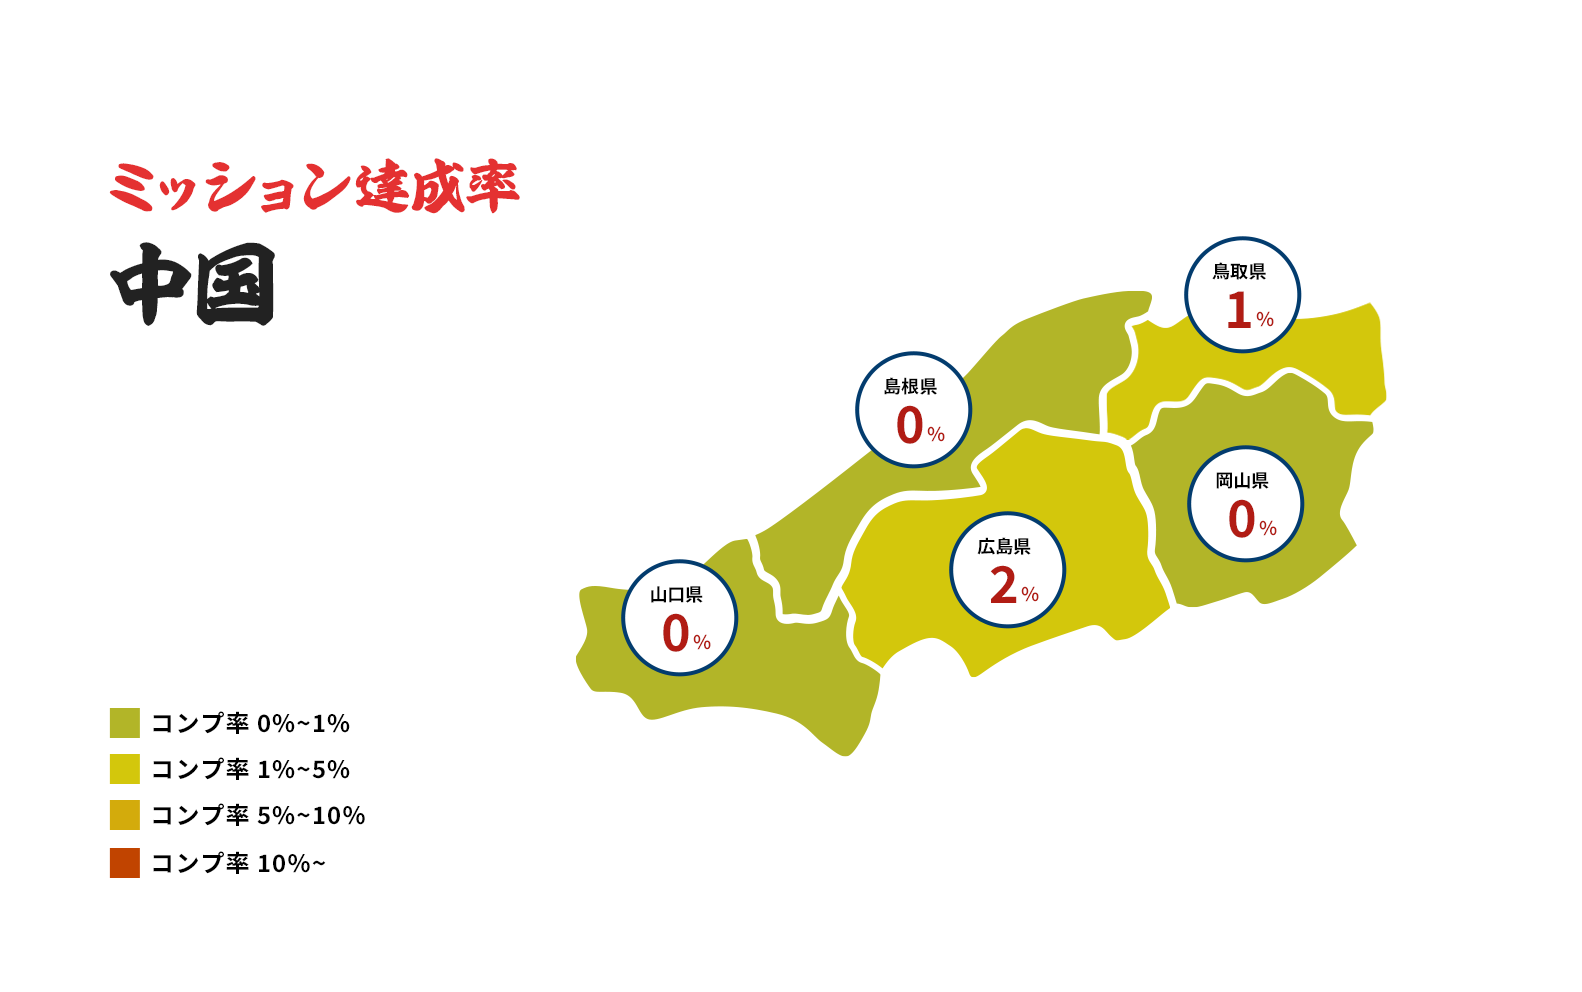 ミッション達成率
中国
鳥取県
1%
島根県
0%
岡山県
0%
広島県
2%
山口県
0%
コンプ率 0%~1%
コンプ率 1%~5%
コンプ率 5%~10%
コンプ率 10%~